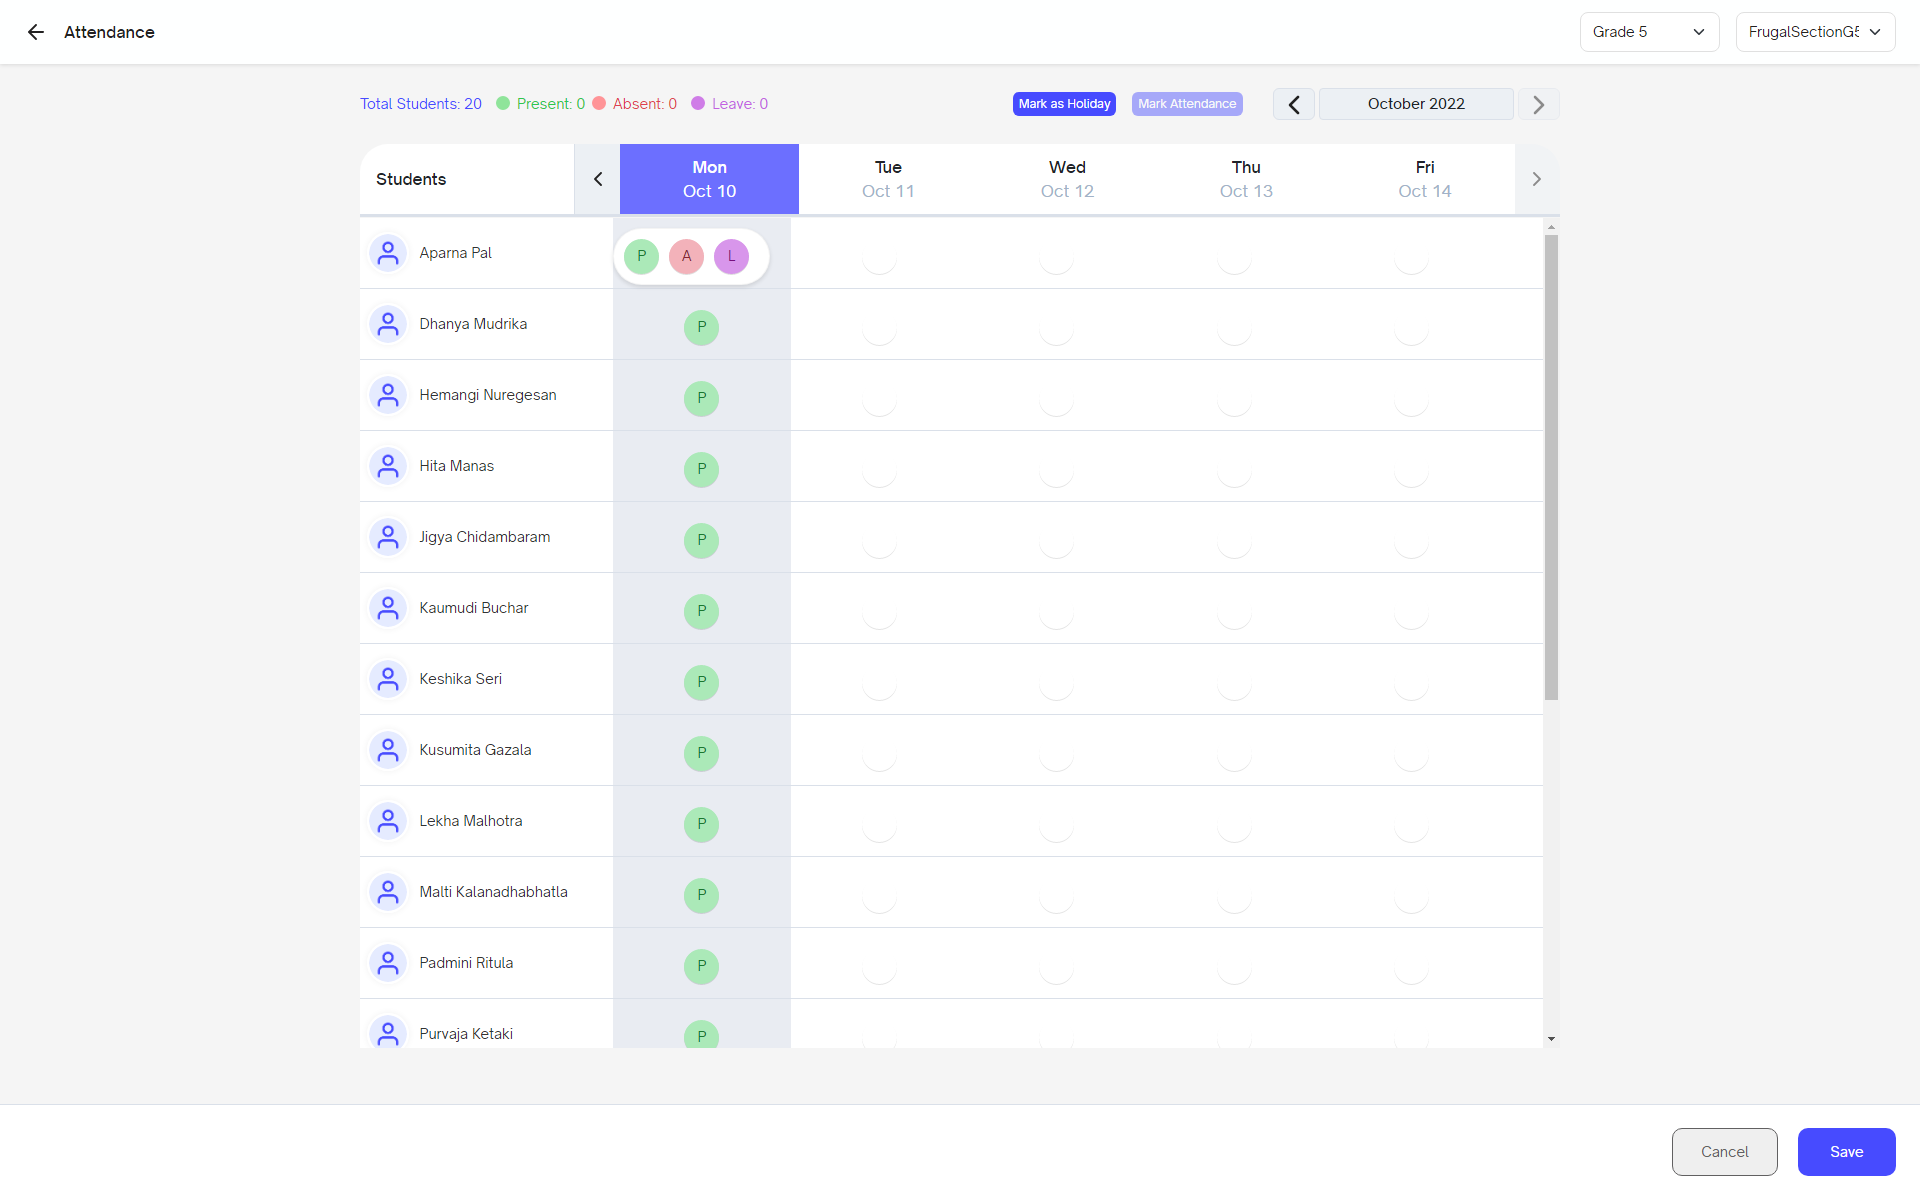 Attendance
Grade 5
FrugalSectionG5
Total Students: 20
Present: 0
Absent: 0
Leave: 0
Mark as Holiday
Mark Attendance
October 2022
Students
Mon
Oct 10
Tue
Oct 11
Wed
Oct 12
Thu
Oct 13
Fri
Oct 14
Aparna Pal
P A L
Dhanya Mudrika
P
Hemangi Nuregesan
P
Hita Manas
P
Jigya Chidambaram
P
Kaumudi Buchar
P
Keshika Seri
P
Kusumita Gazala
P
Lekha Malhotra
P
Malti Kalanadhabhatla
P
Padmini Ritula
P
Purvaja Ketaki
P
Cancel
Save